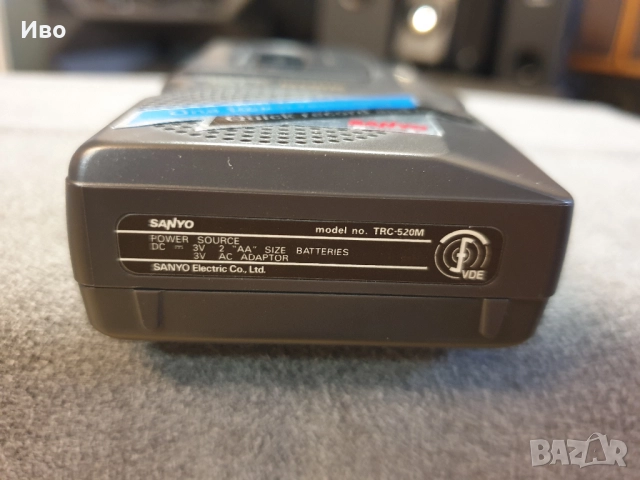 Иво
SANYO
model no. TRC-520M
POWER SOURCE
DC 3V 2 "AA" SIZE BATTERIES
3V AC ADAPTOR
SANYO Electric Co., Ltd.
VDE
BAZAR